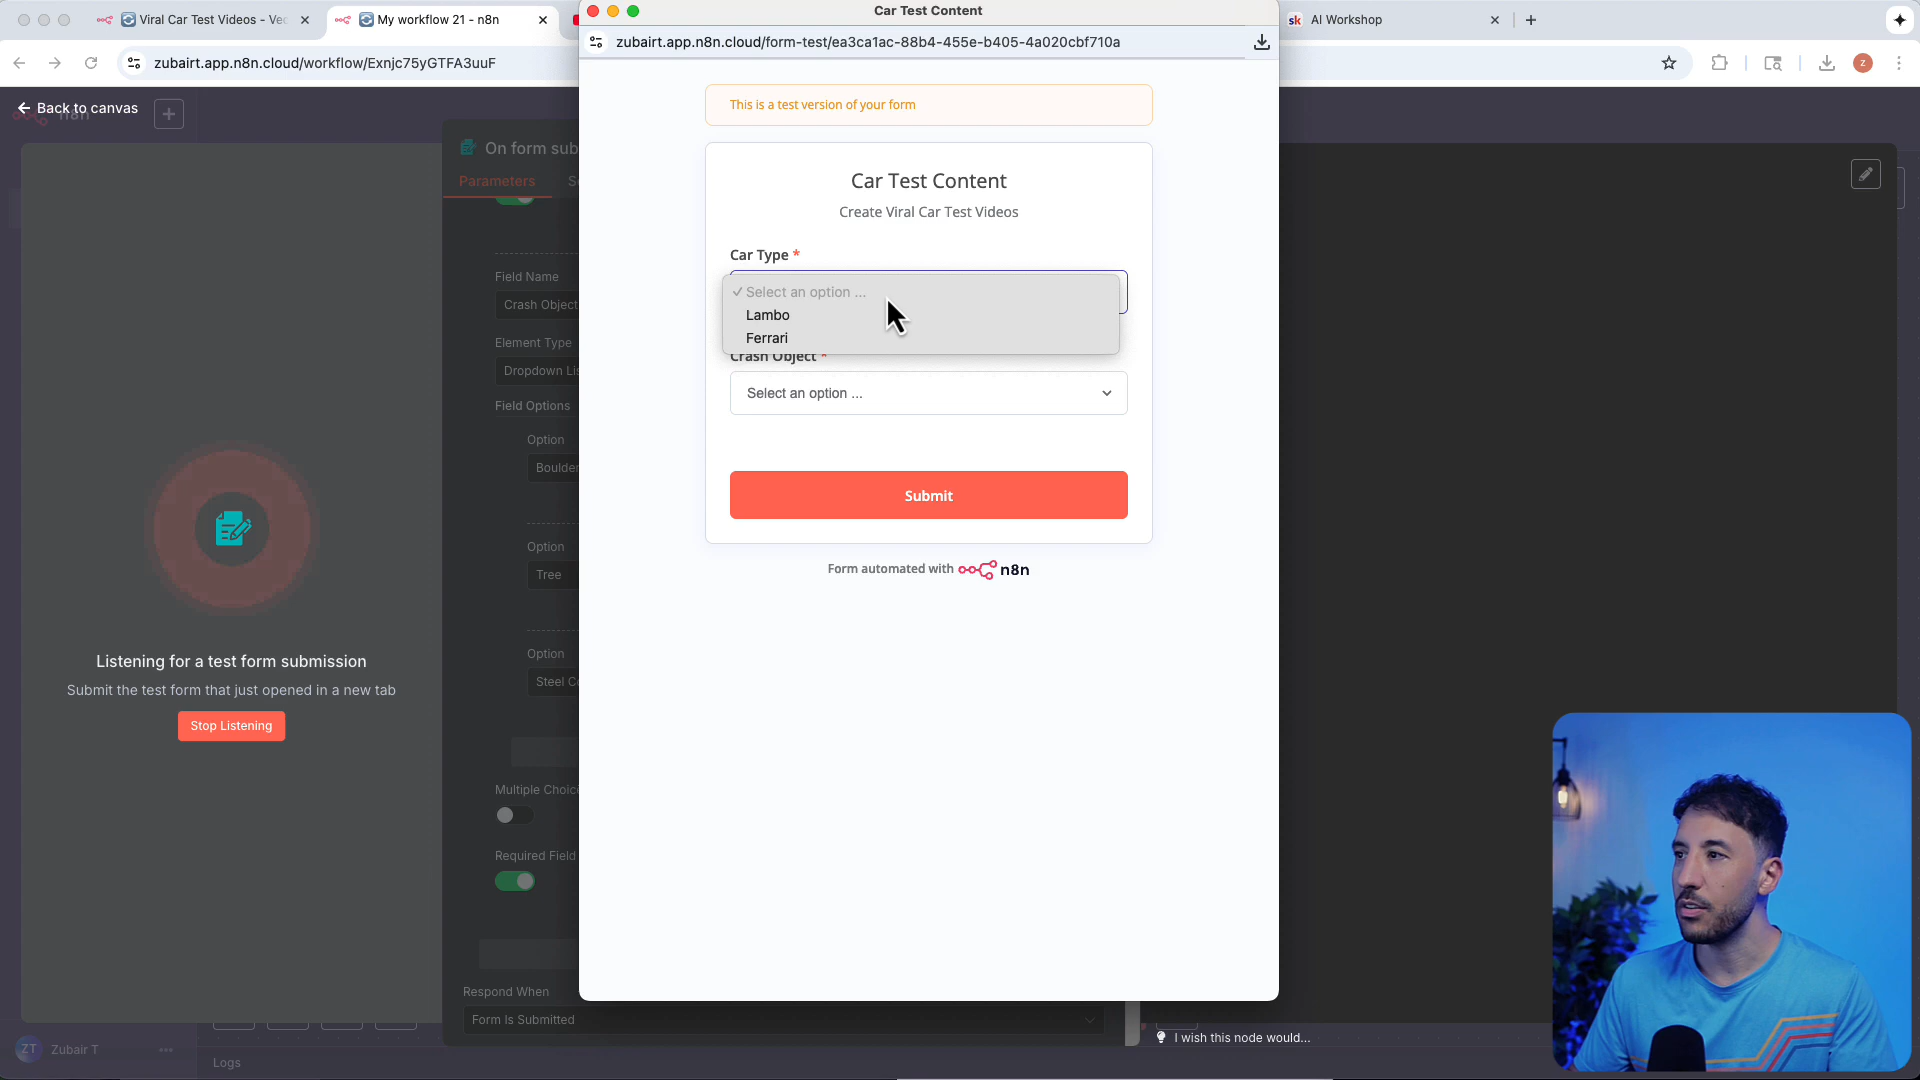 Viral Car Test Videos - Veo
My workflow 21 - n8n
Car Test Content
AI Workshop
zubairt.app.n8n.cloud/workflow/Exnjc75yGTFA3uuF
zubairt.app.n8n.cloud/form-test/ea3ca1ac-88b4-455e-b405-4a020cbf710a
Z
Back to canvas
n8n
This is a test version of your form
On form sub
Parameters
S
Car Test Content
Create Viral Car Test Videos
Car Type *
Select an option ...
Lambo
Ferrari
Crash Object *
Select an option ...
Submit
Form automated with n8n
Field Name
Crash Object
Element Type
Dropdown Lis
Field Options
Option
Boulder
Option
Tree
Option
Steel Co
Multiple Choice
Required Field
Respond When
Form Is Submitted
Listening for a test form submission
Submit the test form that just opened in a new tab
Stop Listening
I wish this node would...
ZT
Zubair T
Logs
sk